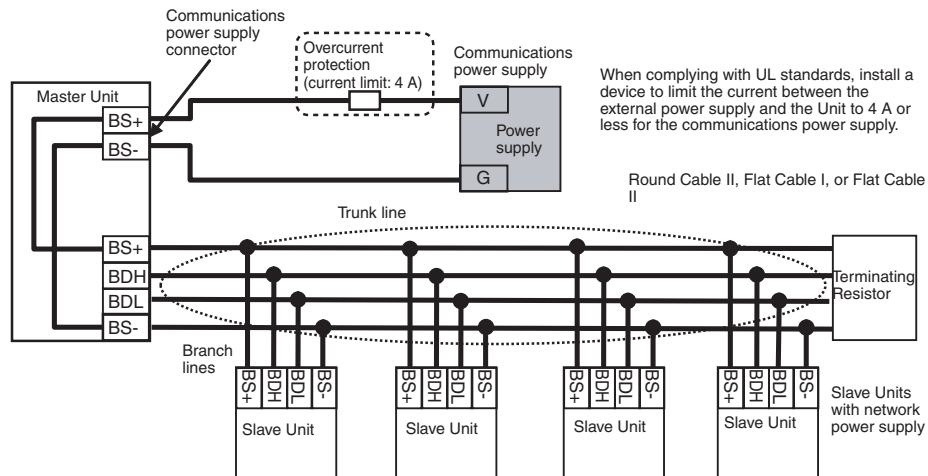 Communications
power supply
connector
Overcurrent
protection
(current limit: 4 A)
Communications
power supply
When complying with UL standards, install a
device to limit the current between the
external power supply and the Unit to 4 A or
less for the communications power supply.
Master Unit
BS+
BS-
V
Power
supply
G
Round Cable II, Flat Cable I, or Flat Cable
II
Trunk line
BS+
BDH
BDL
BS-
Terminating
Resistor
Branch
lines
BS+
BDH
BDL
BS-
Slave Unit
BS+
BDH
BDL
BS-
Slave Unit
BS+
BDH
BDL
BS-
Slave Unit
BS+
BDH
BDL
BS-
Slave Unit
Slave Units
with network
power supply